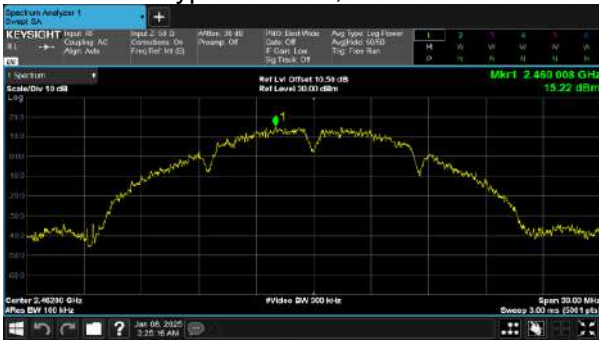 Spectrum Analyzer 1
Swept SA
KEYSIGHT Input: RF
Coupling: AC
Align: Auto
Input Z: 50 Ω
Corrections: On
Freq Ref: Int (S)
Atten: 30 dB
Preamp: Off
PNO: Best Wide
Gate: Off
IF Gain: Low
Sig Track: Off
Avg Type: Log-Power
Avg|Hold: 50/50
Trig: Free Run
1 Spectrum
Scale/Div 10 dB
Log
Ref Lvl Offset 10.50 dB
Ref Level 30.00 dBm
Mkr1 2.460 008 GHz
15.22 dBm
1
Center 2.46200 GHz
#Res BW 100 kHz
#Video BW 300 kHz
Span 30.00 MHz
Sweep 3.00 ms (5001 pts)
Jan 08, 2025